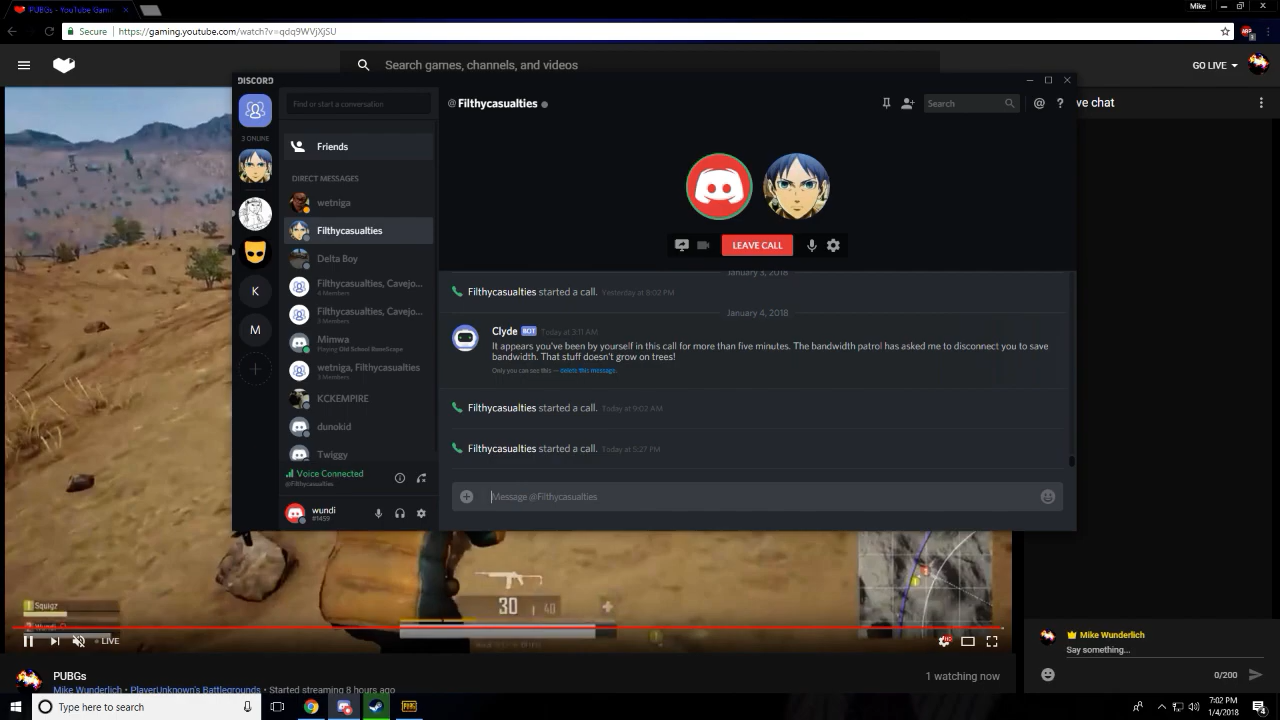 PUBGs - YouTube Gami
Mike
Secure
https://gaming.youtube.com/watch?v=qdq9WVjXjSU
Search games, channels, and videos
GO LIVE
DISCORD
Find or start a conversation
@Filthycasualties
Search
ve chat
3 ONLINE
Friends
DIRECT MESSAGES
wetniga
Filthycasualties
Delta Boy
Filthycasualties, Cavejo...
4 Members
Filthycasualties, Cavejo...
3 Members
Mimwa
Playing Old School RuneScape
wetniga, Filthycasualties
3 Members
KCKEMPIRE
dunokid
Twiggy
K
M
Voice Connected
@Filthycasualties
wundi
#1459
LEAVE CALL
January 3, 2018
Filthycasualties started a call. Yesterday at 8:02 PM
January 4, 2018
Clyde BOT Today at 3:11 AM
It appears you've been by yourself in this call for more than five minutes. The bandwidth patrol has asked me to disconnect you to save
bandwidth. That stuff doesn't grow on trees!
Only you can see this — delete this message.
Filthycasualties started a call. Today at 9:02 AM
Filthycasualties started a call. Today at 5:27 PM
Message @Filthycasualties
1 Squigz
2 Wundi
30 40
LIVE
HD
PUBGs
Mike Wunderlich • PlayerUnknown's Battlegrounds • Started streaming 8 hours ago
1 watching now
Mike Wunderlich
Say something...
0/200
Type here to search
7:02 PM
1/4/2018